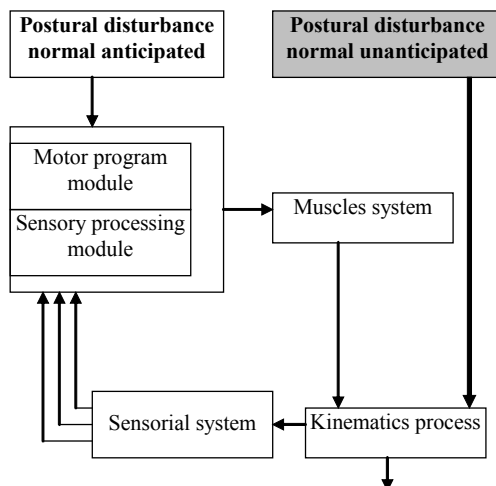 Postural disturbance
normal anticipated
Postural disturbance
normal unanticipated
Motor program
module
Sensory processing
module
Muscles system
Sensorial system
Kinematics process